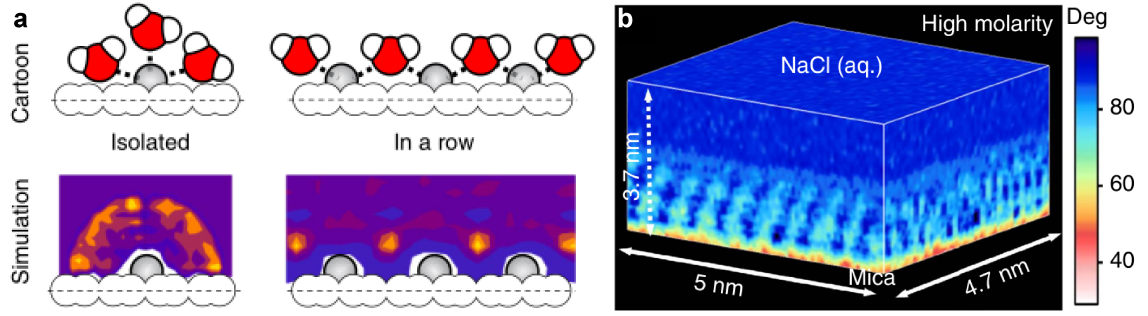 a
Cartoon
Isolated
In a row
Simulation
b
High molarity
NaCl (aq.)
3.7 nm
5 nm
Mica
4.7 nm
Deg
80
60
40